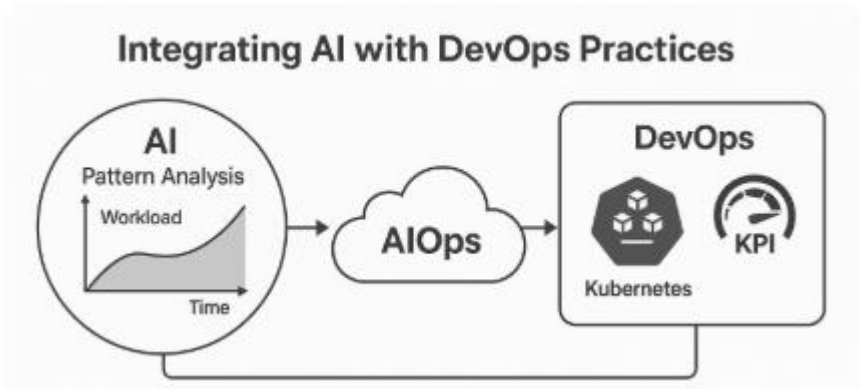 Integrating AI with DevOps Practices
AI
Pattern Analysis
Workload
Time
AIOps
DevOps
Kubernetes
KPI